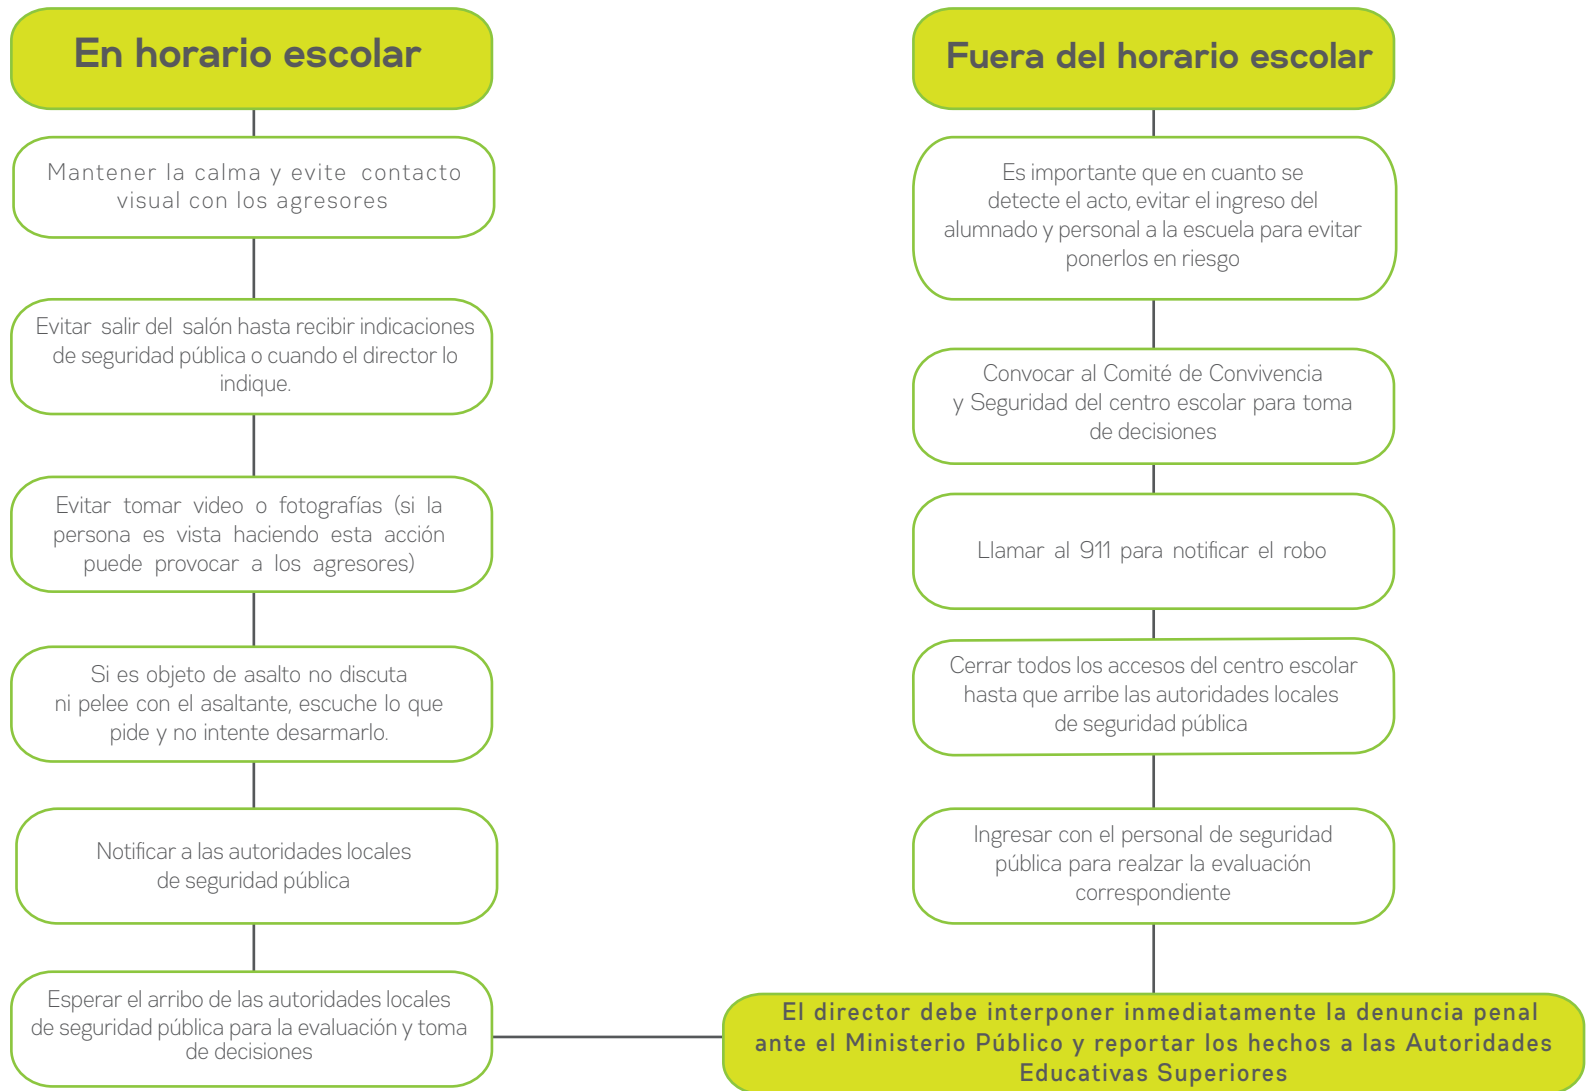 En horario escolar
Mantener la calma y evite contacto
visual con los agresores
Evitar salir del salón hasta recibir indicaciones
de seguridad pública o cuando el director lo
indique.
Evitar tomar video o fotografías (si la
persona es vista haciendo esta acción
puede provocar a los agresores)
Si es objeto de asalto no discuta
ni pelee con el asaltante, escuche lo que
pide y no intente desarmarlo.
Notificar a las autoridades locales
de seguridad pública
Esperar el arribo de las autoridades locales
de seguridad pública para la evaluación y toma
de decisiones
Fuera del horario escolar
Es importante que en cuanto se
detecte el acto, evitar el ingreso del
alumnado y personal a la escuela para evitar
ponerlos en riesgo
Convocar al Comité de Convivencia
y Seguridad del centro escolar para toma
de decisiones
Llamar al 911 para notificar el robo
Cerrar todos los accesos del centro escolar
hasta que arribe las autoridades locales
de seguridad pública
Ingresar con el personal de seguridad
pública para realzar la evaluación
correspondiente
El director debe interponer inmediatamente la denuncia penal
ante el Ministerio Público y reportar los hechos a las Autoridades
Educativas Superiores